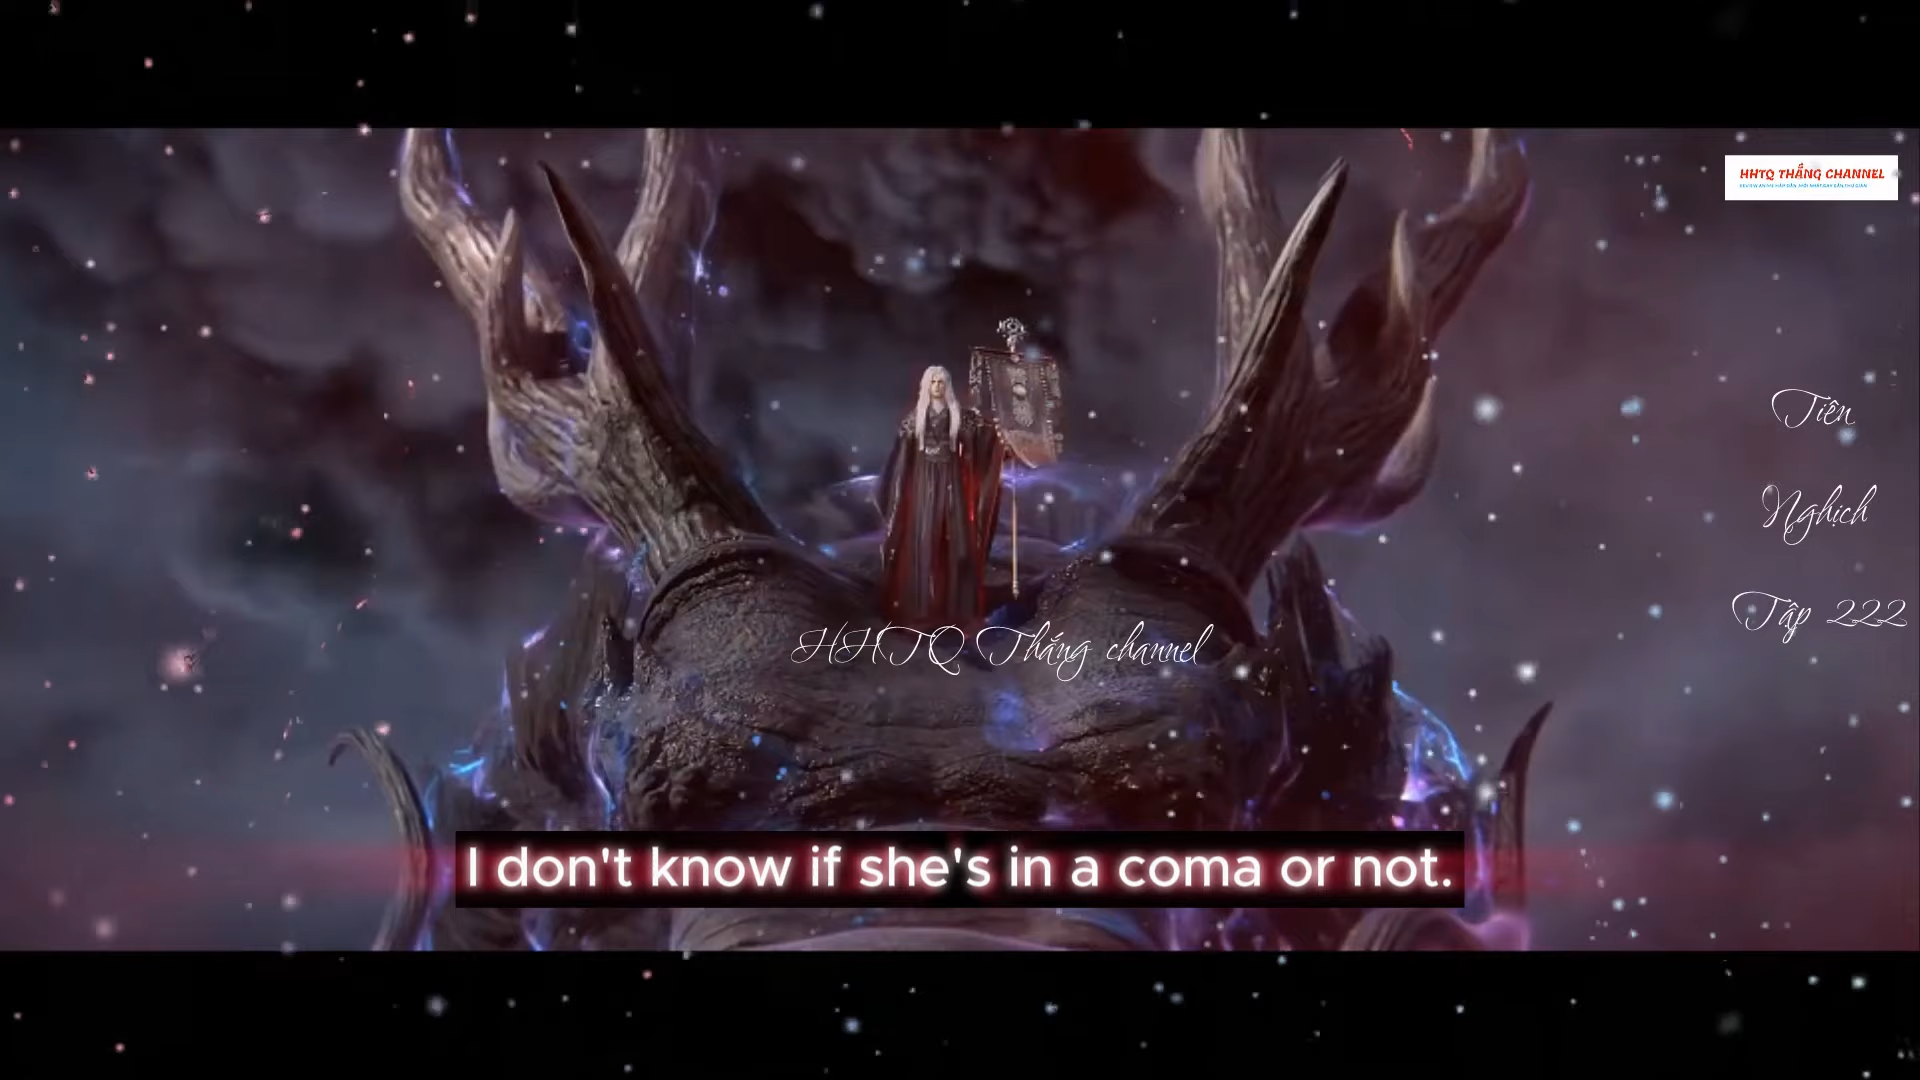 HHTQ THẮNG CHANNEL
Tiên
Nghịch
Tập 222
HHTQ Thắng channel
I don't know if she's in a coma or not.